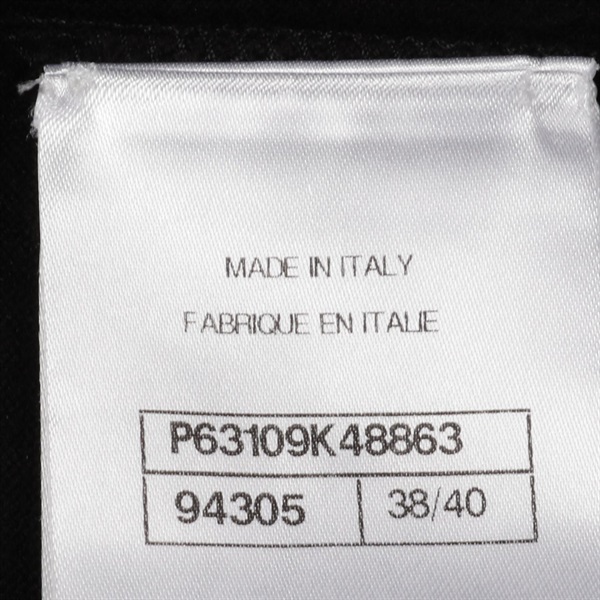 MADE IN ITALY
FABRIQUE EN ITALIE
P63109K48863
94305 38/40